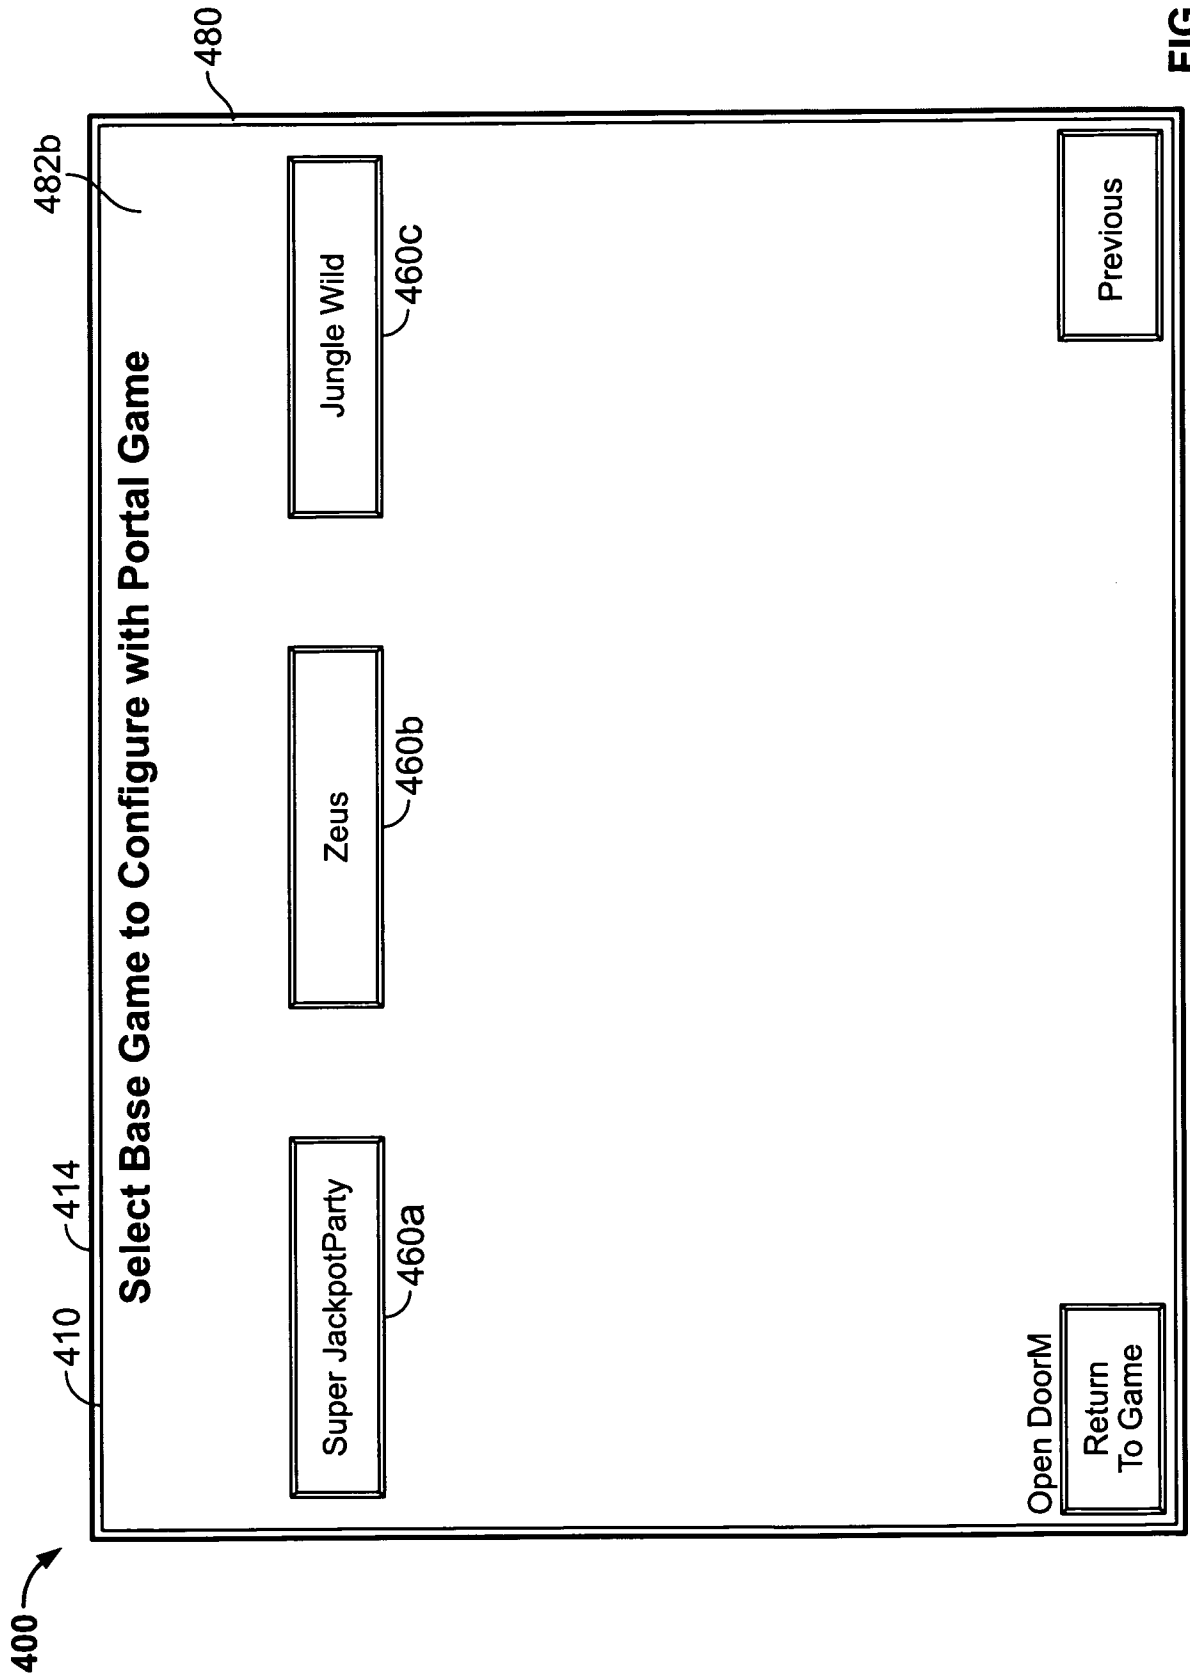 400
410
414
482b
480
Select Base Game to Configure with Portal Game
Super JackpotParty
Zeus
Jungle Wild
460a
460b
460c
Open DoorM
Return
To Game
Previous
FIG